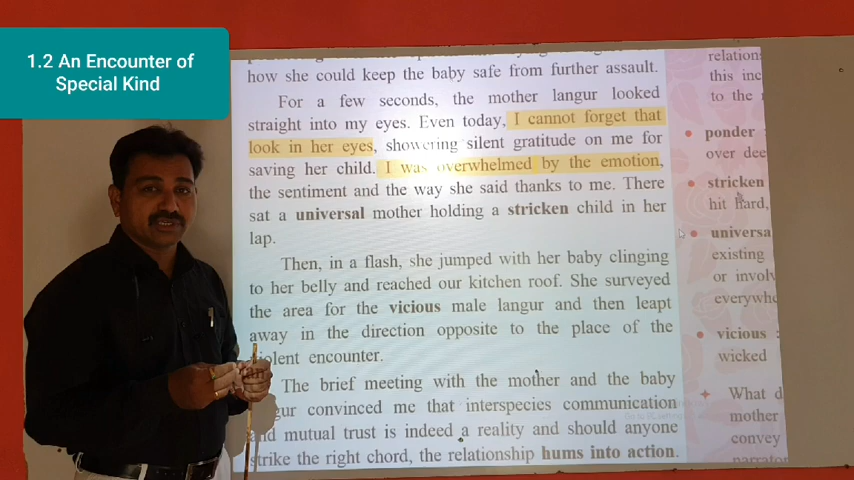 1.2 An Encounter of
Special Kind
how she could keep the baby safe from further assault.
For a few seconds, the mother langur looked
straight into my eyes. Even today, I cannot forget that
look in her eyes, showering silent gratitude on me for
saving her child. I was overwhelmed by the emotion,
the sentiment and the way she said thanks to me. There
sat a universal mother holding a stricken child in her
lap.
Then, in a flash, she jumped with her baby clinging
to her belly and reached our kitchen roof. She surveyed
the area for the vicious male langur and then leapt
away in the direction opposite to the place of the
olent encounter.
The brief meeting with the mother and the baby
gur convinced me that interspecies communication
and mutual trust is indeed a reality and should anyone
strike the right chord, the relationship hums into action.
relations
this inc
to the
ponder :
over dee
stricken
hit hard,
universa
existing
or involv
everywhe
vicious :
wicked
What d
mother
convey
narrator